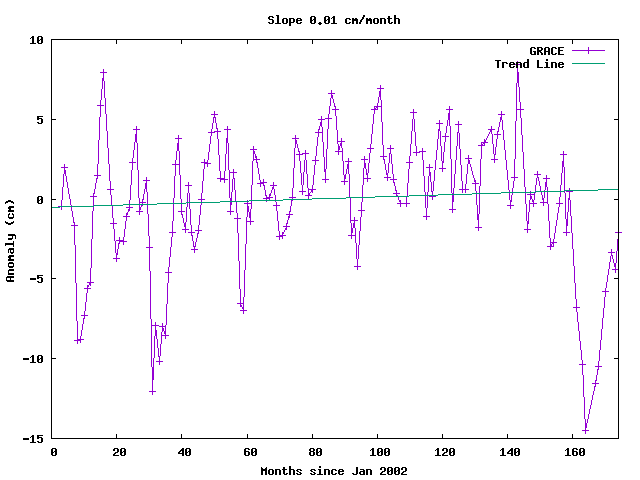 Slope 0.01 cm/month
GRACE
Trend Line
10
5
0
-5
-10
-15
Anomaly (cm)
0 20 40 60 80 100 120 140 160
Months since Jan 2002